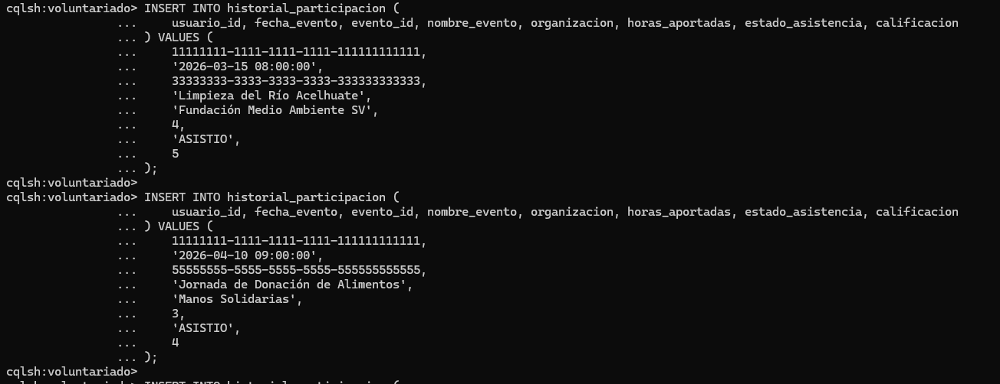 cqlsh:voluntariado> INSERT INTO historial_participacion (
... usuario_id, fecha_evento, evento_id, nombre_evento, organizacion, horas_aportadas, estado_asistencia, calificacion
... ) VALUES (
... 11111111-1111-1111-1111-111111111111,
... '2026-03-15 08:00:00',
... 33333333-3333-3333-3333-333333333333,
... 'Limpieza del Río Acelhuate',
... 'Fundación Medio Ambiente SV',
... 4,
... 'ASISTIO',
... 5
... );
cqlsh:voluntariado>
cqlsh:voluntariado> INSERT INTO historial_participacion (
... usuario_id, fecha_evento, evento_id, nombre_evento, organizacion, horas_aportadas, estado_asistencia, calificacion
... ) VALUES (
... 11111111-1111-1111-1111-111111111111,
... '2026-04-10 09:00:00',
... 55555555-5555-5555-5555-555555555555,
... 'Jornada de Donación de Alimentos',
... 'Manos Solidarias',
... 3,
... 'ASISTIO',
... 4
... );
cqlsh:voluntariado>